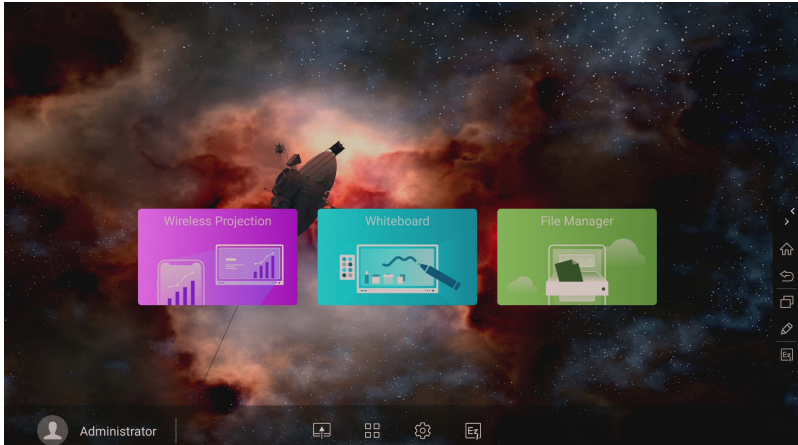 Wireless Projection
Whiteboard
File Manager
Administrator